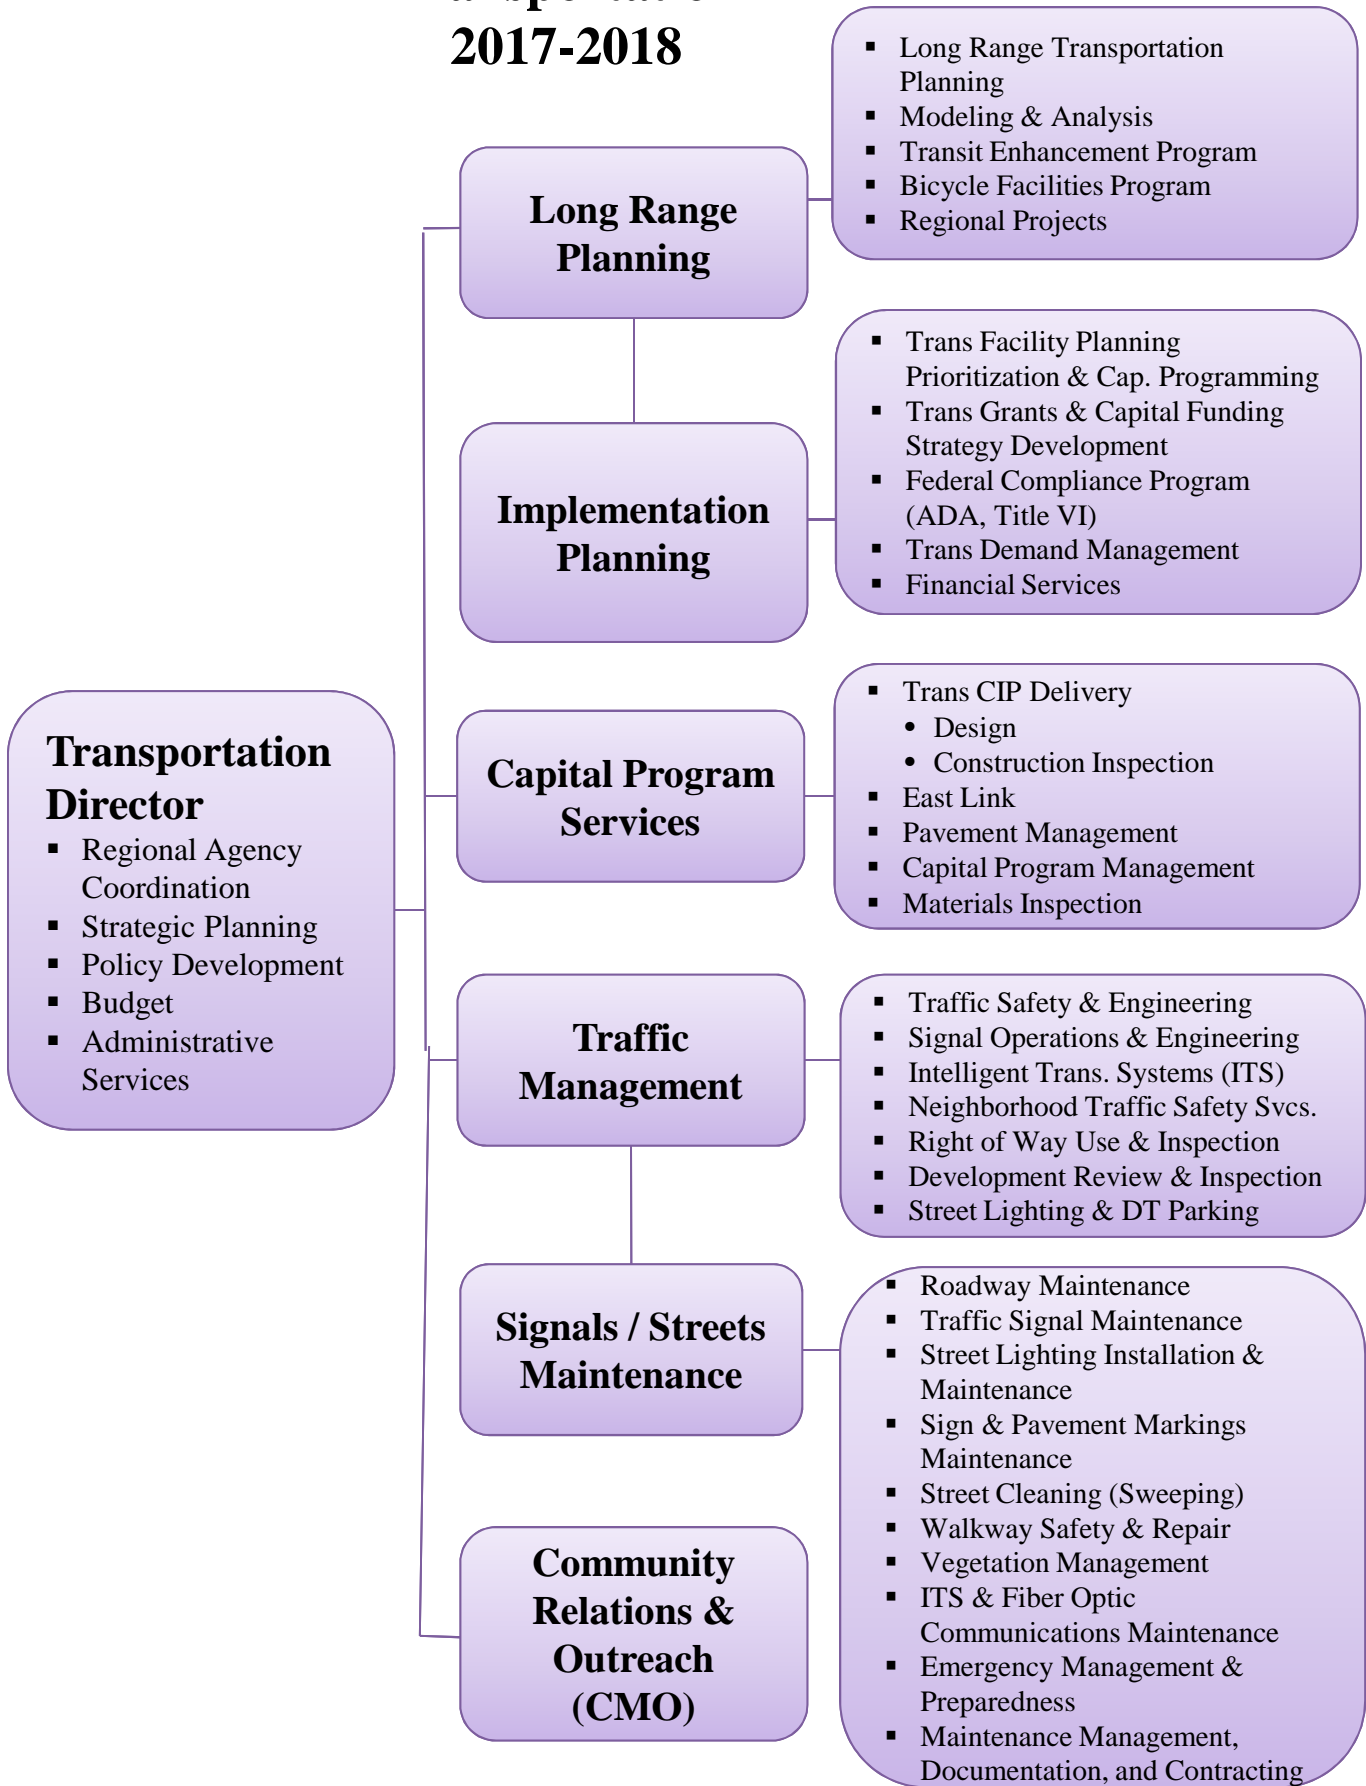 2017-2018
Long Range Transportation
Planning
Modeling & Analysis
Transit Enhancement Program
Bicycle Facilities Program
Regional Projects
Long Range
Planning
Trans Facility Planning
Prioritization & Cap. Programming
Trans Grants & Capital Funding
Strategy Development
Federal Compliance Program
(ADA, Title VI)
Trans Demand Management
Financial Services
Implementation
Planning
Transportation
Director
Regional Agency
Coordination
Strategic Planning
Policy Development
Budget
Administrative
Services
Capital Program
Services
Trans CIP Delivery
Design
Construction Inspection
East Link
Pavement Management
Capital Program Management
Materials Inspection
Traffic
Management
Traffic Safety & Engineering
Signal Operations & Engineering
Intelligent Trans. Systems (ITS)
Neighborhood Traffic Safety Svcs.
Right of Way Use & Inspection
Development Review & Inspection
Street Lighting & DT Parking
Signals / Streets
Maintenance
Roadway Maintenance
Traffic Signal Maintenance
Street Lighting Installation &
Maintenance
Sign & Pavement Markings
Maintenance
Street Cleaning (Sweeping)
Walkway Safety & Repair
Vegetation Management
ITS & Fiber Optic
Communications Maintenance
Emergency Management &
Preparedness
Maintenance Management,
Documentation, and Contracting
Community
Relations &
Outreach
(CMO)